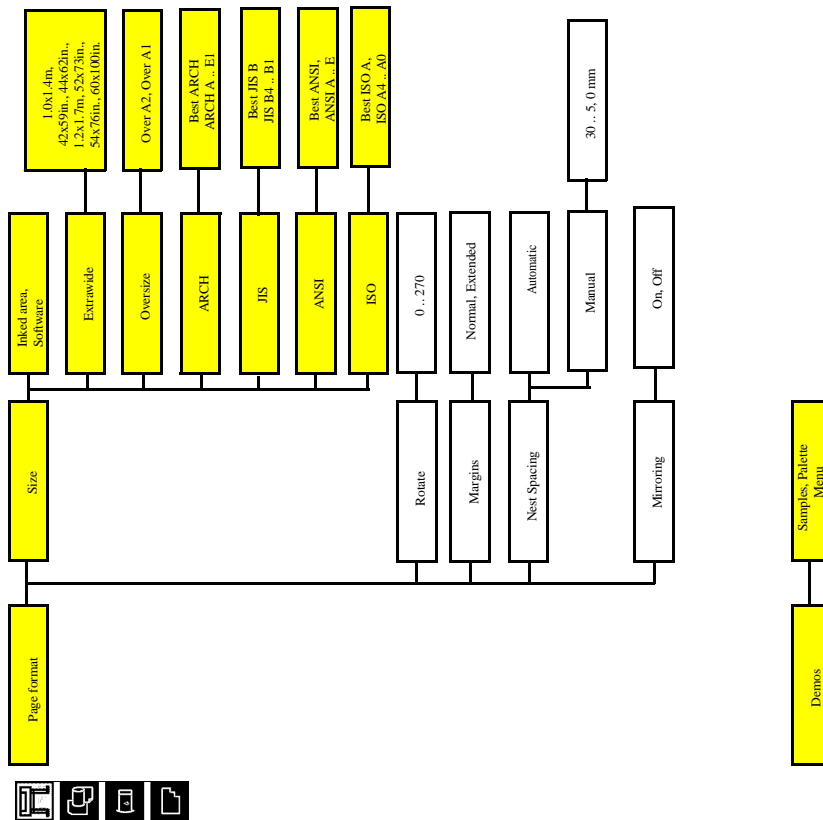 Page format
Size
Inked area,
Software
Extrawide
1.0x1.4m,
42x59in., 44x62in.,
1.2x1.7m, 52x73in.,
54x76in., 60x100in.
Oversize
Over A2, Over A1
ARCH
Best ARCH
ARCH A .. E1
JIS
Best JIS B
JIS B4 .. B1
ANSI
Best ANSI,
ANSI A .. E
ISO
Best ISO A,
ISO A4 .. A0
Rotate
0 .. 270
Margins
Normal, Extended
Nest Spacing
Automatic
Manual
30 .. 5, 0 mm
Mirroring
On, Off
Demos
Samples, Palette
Menu